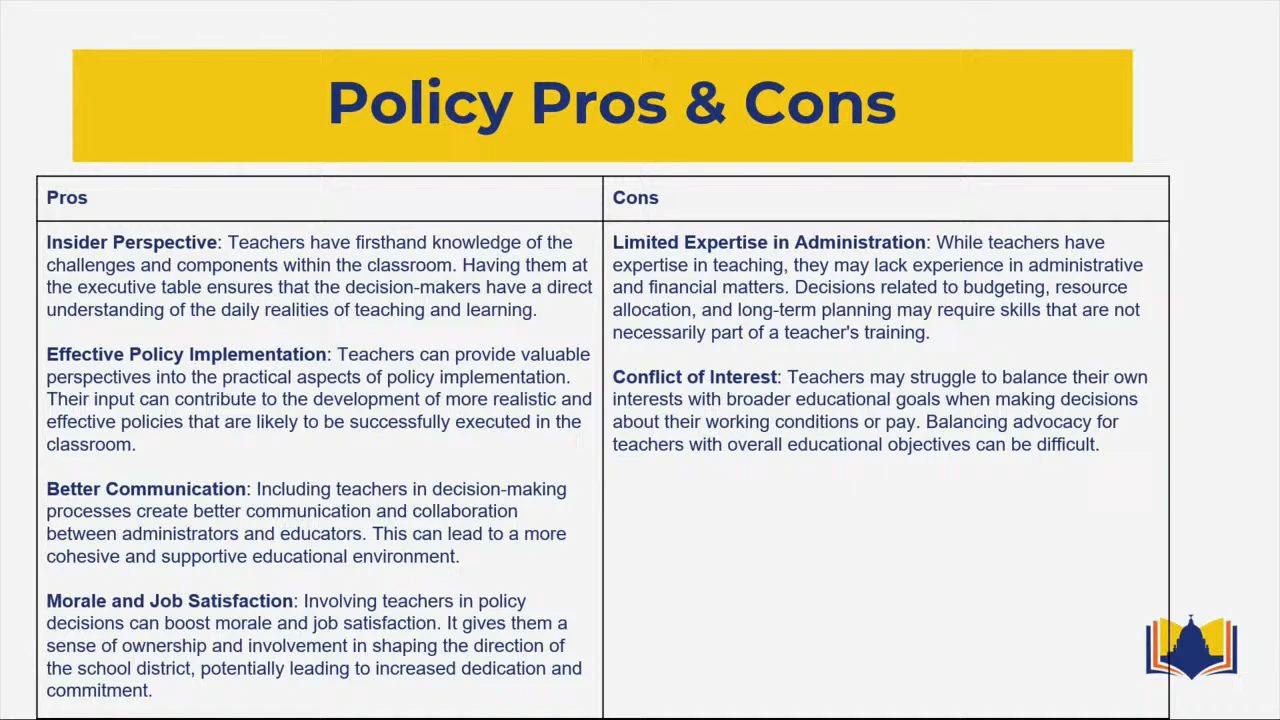 Policy Pros & Cons
Pros
Cons
Insider Perspective: Teachers have firsthand knowledge of the
challenges and components within the classroom. Having them at
the executive table ensures that the decision-makers have a direct
understanding of the daily realities of teaching and learning.
Effective Policy Implementation: Teachers can provide valuable
perspectives into the practical aspects of policy implementation.
Their input can contribute to the development of more realistic and
effective policies that are likely to be successfully executed in the
classroom.
Better Communication: Including teachers in decision-making
processes create better communication and collaboration
between administrators and educators. This can lead to a more
cohesive and supportive educational environment.
Morale and Job Satisfaction: Involving teachers in policy
decisions can boost morale and job satisfaction. It gives them a
sense of ownership and involvement in shaping the direction of
the school district, potentially leading to increased dedication and
commitment.
Limited Expertise in Administration: While teachers have
expertise in teaching, they may lack experience in administrative
and financial matters. Decisions related to budgeting, resource
allocation, and long-term planning may require skills that are not
necessarily part of a teacher's training.
Conflict of Interest: Teachers may struggle to balance their own
interests with broader educational goals when making decisions
about their working conditions or pay. Balancing advocacy for
teachers with overall educational objectives can be difficult.